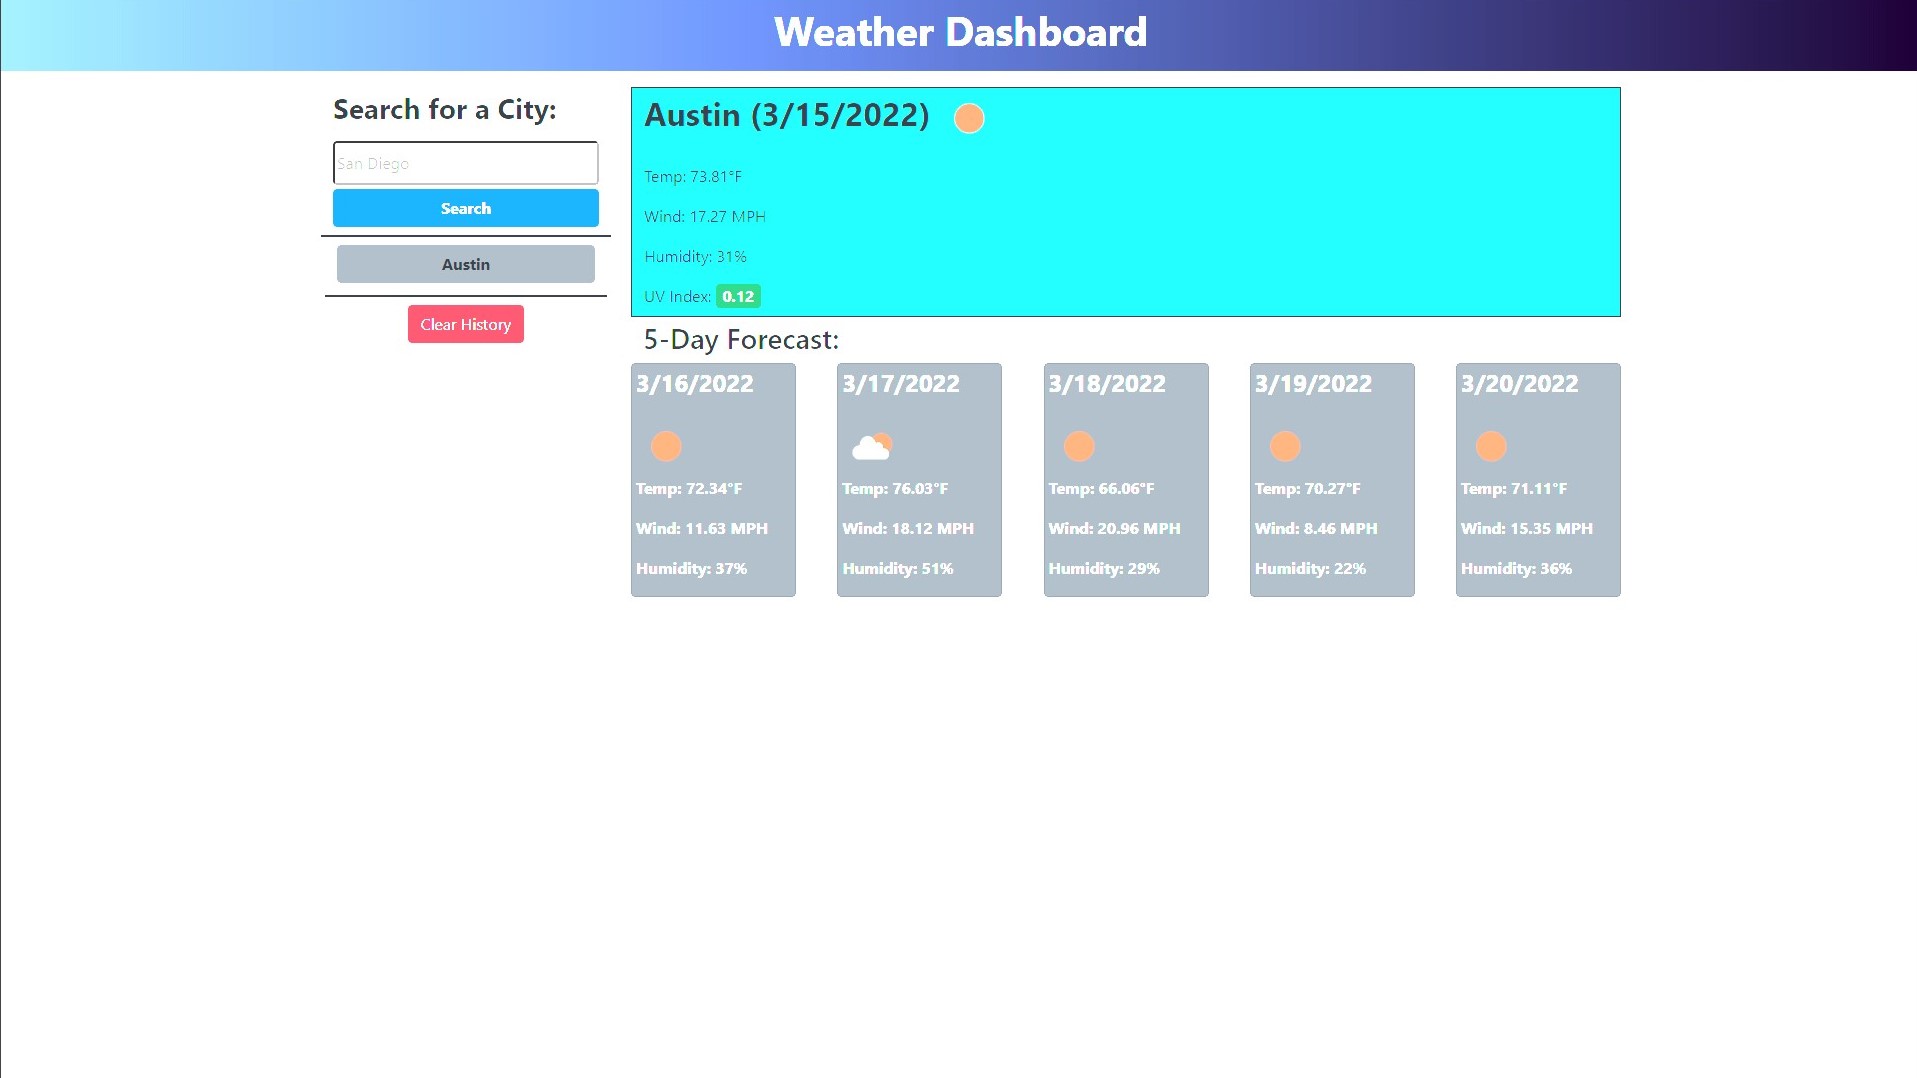 Weather Dashboard
Search for a City:
San Diego
Search
Austin
Clear History
Austin (3/15/2022)
Temp: 73.81°F
Wind: 17.27 MPH
Humidity: 31%
UV Index: 0.12
5-Day Forecast:
3/16/2022
Temp: 72.34°F
Wind: 11.63 MPH
Humidity: 37%
3/17/2022
Temp: 76.03°F
Wind: 18.12 MPH
Humidity: 51%
3/18/2022
Temp: 66.06°F
Wind: 20.96 MPH
Humidity: 29%
3/19/2022
Temp: 70.27°F
Wind: 8.46 MPH
Humidity: 22%
3/20/2022
Temp: 71.11°F
Wind: 15.35 MPH
Humidity: 36%